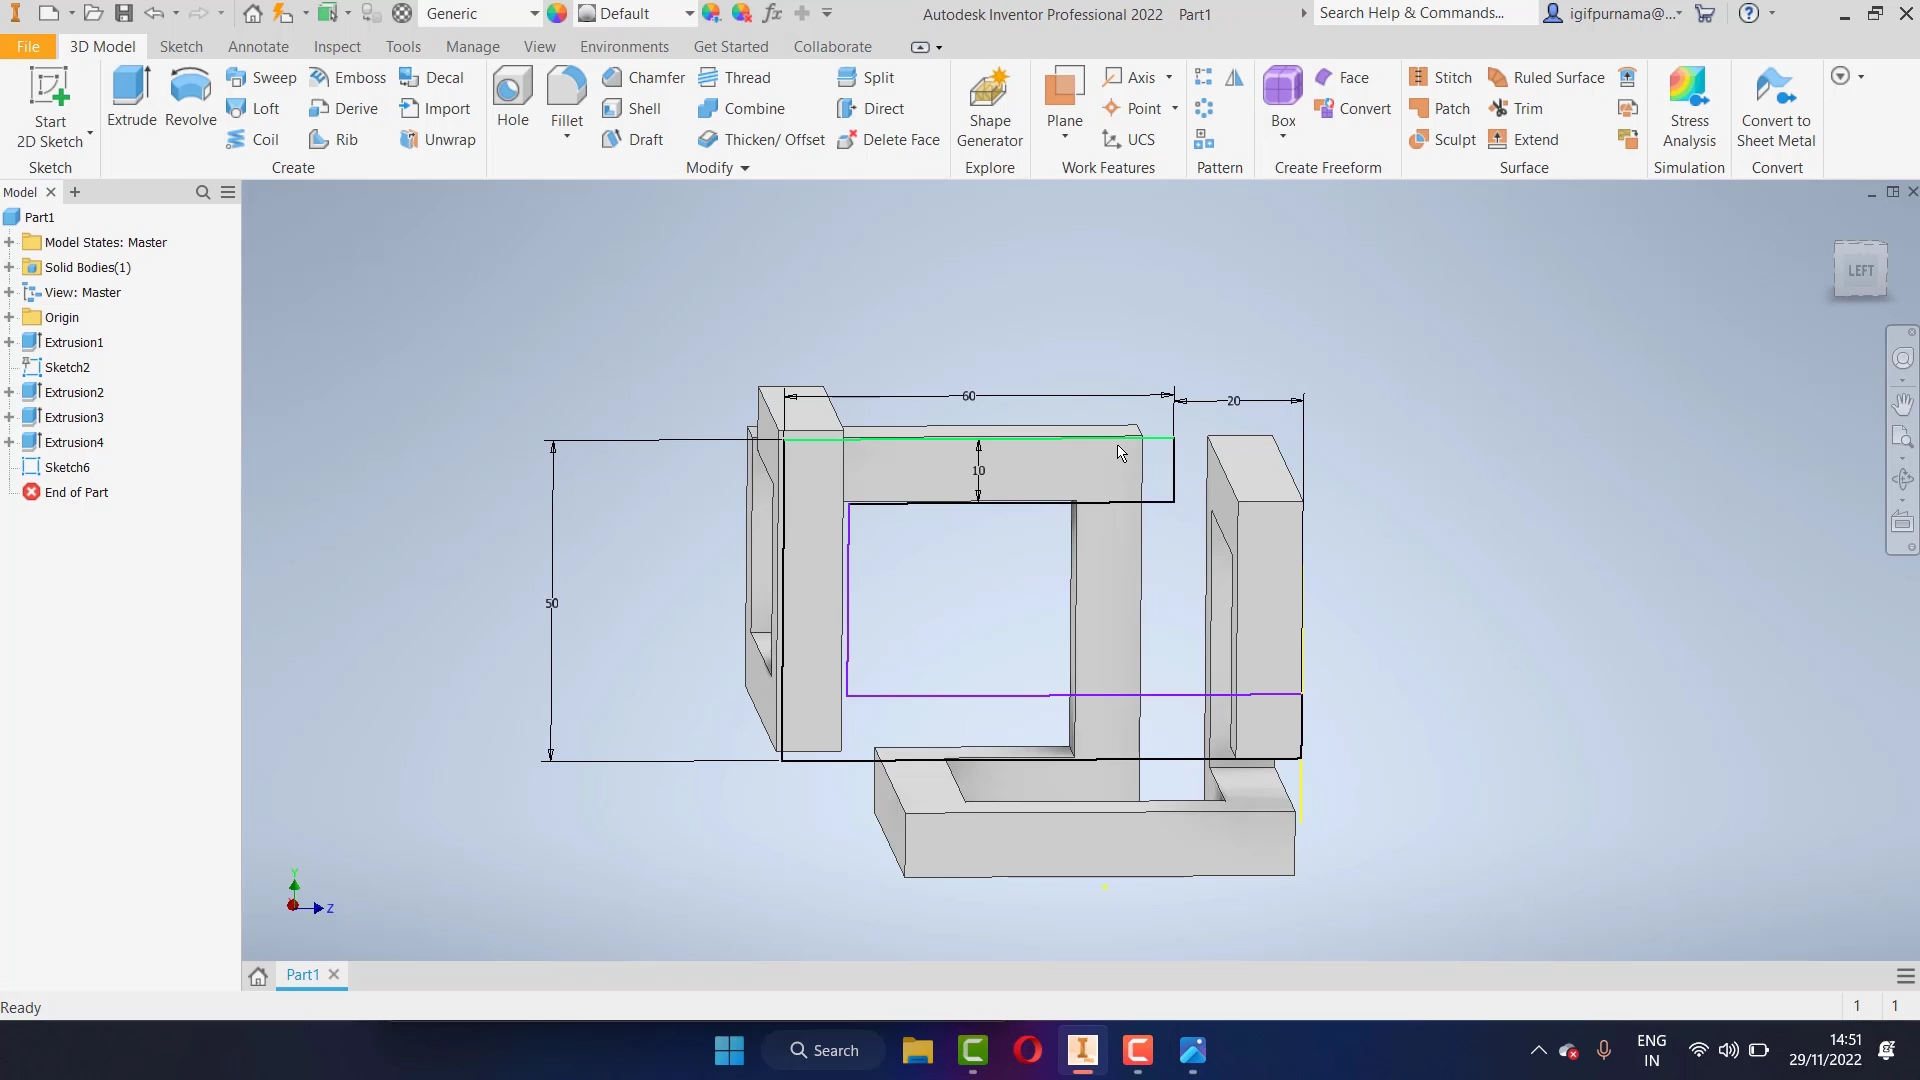 Generic
Default
Autodesk Inventor Professional 2022 Part1
Search Help & Commands...
igifpurnama@...
File
3D Model
Sketch
Annotate
Inspect
Tools
Manage
View
Environments
Get Started
Collaborate
Start
2D Sketch
Sketch
Extrude
Revolve
Sweep
Emboss
Decal
Loft
Derive
Import
Coil
Rib
Unwrap
Create
Hole
Fillet
Chamfer
Thread
Split
Shell
Combine
Direct
Draft
Thicken/ Offset
Delete Face
Modify
Shape
Generator
Explore
Plane
Axis
Point
UCS
Work Features
Pattern
Box
Face
Convert
Create Freeform
Stitch
Ruled Surface
Patch
Trim
Sculpt
Extend
Surface
Stress
Analysis
Simulation
Convert to
Sheet Metal
Convert
Model
Part1
Model States: Master
Solid Bodies(1)
View: Master
Origin
Extrusion1
Sketch2
Extrusion2
Extrusion3
Extrusion4
Sketch6
End of Part
LEFT
60
20
10
50
Y
Z
Part1
Ready
1
1
Search
ENG
IN
14:51
29/11/2022